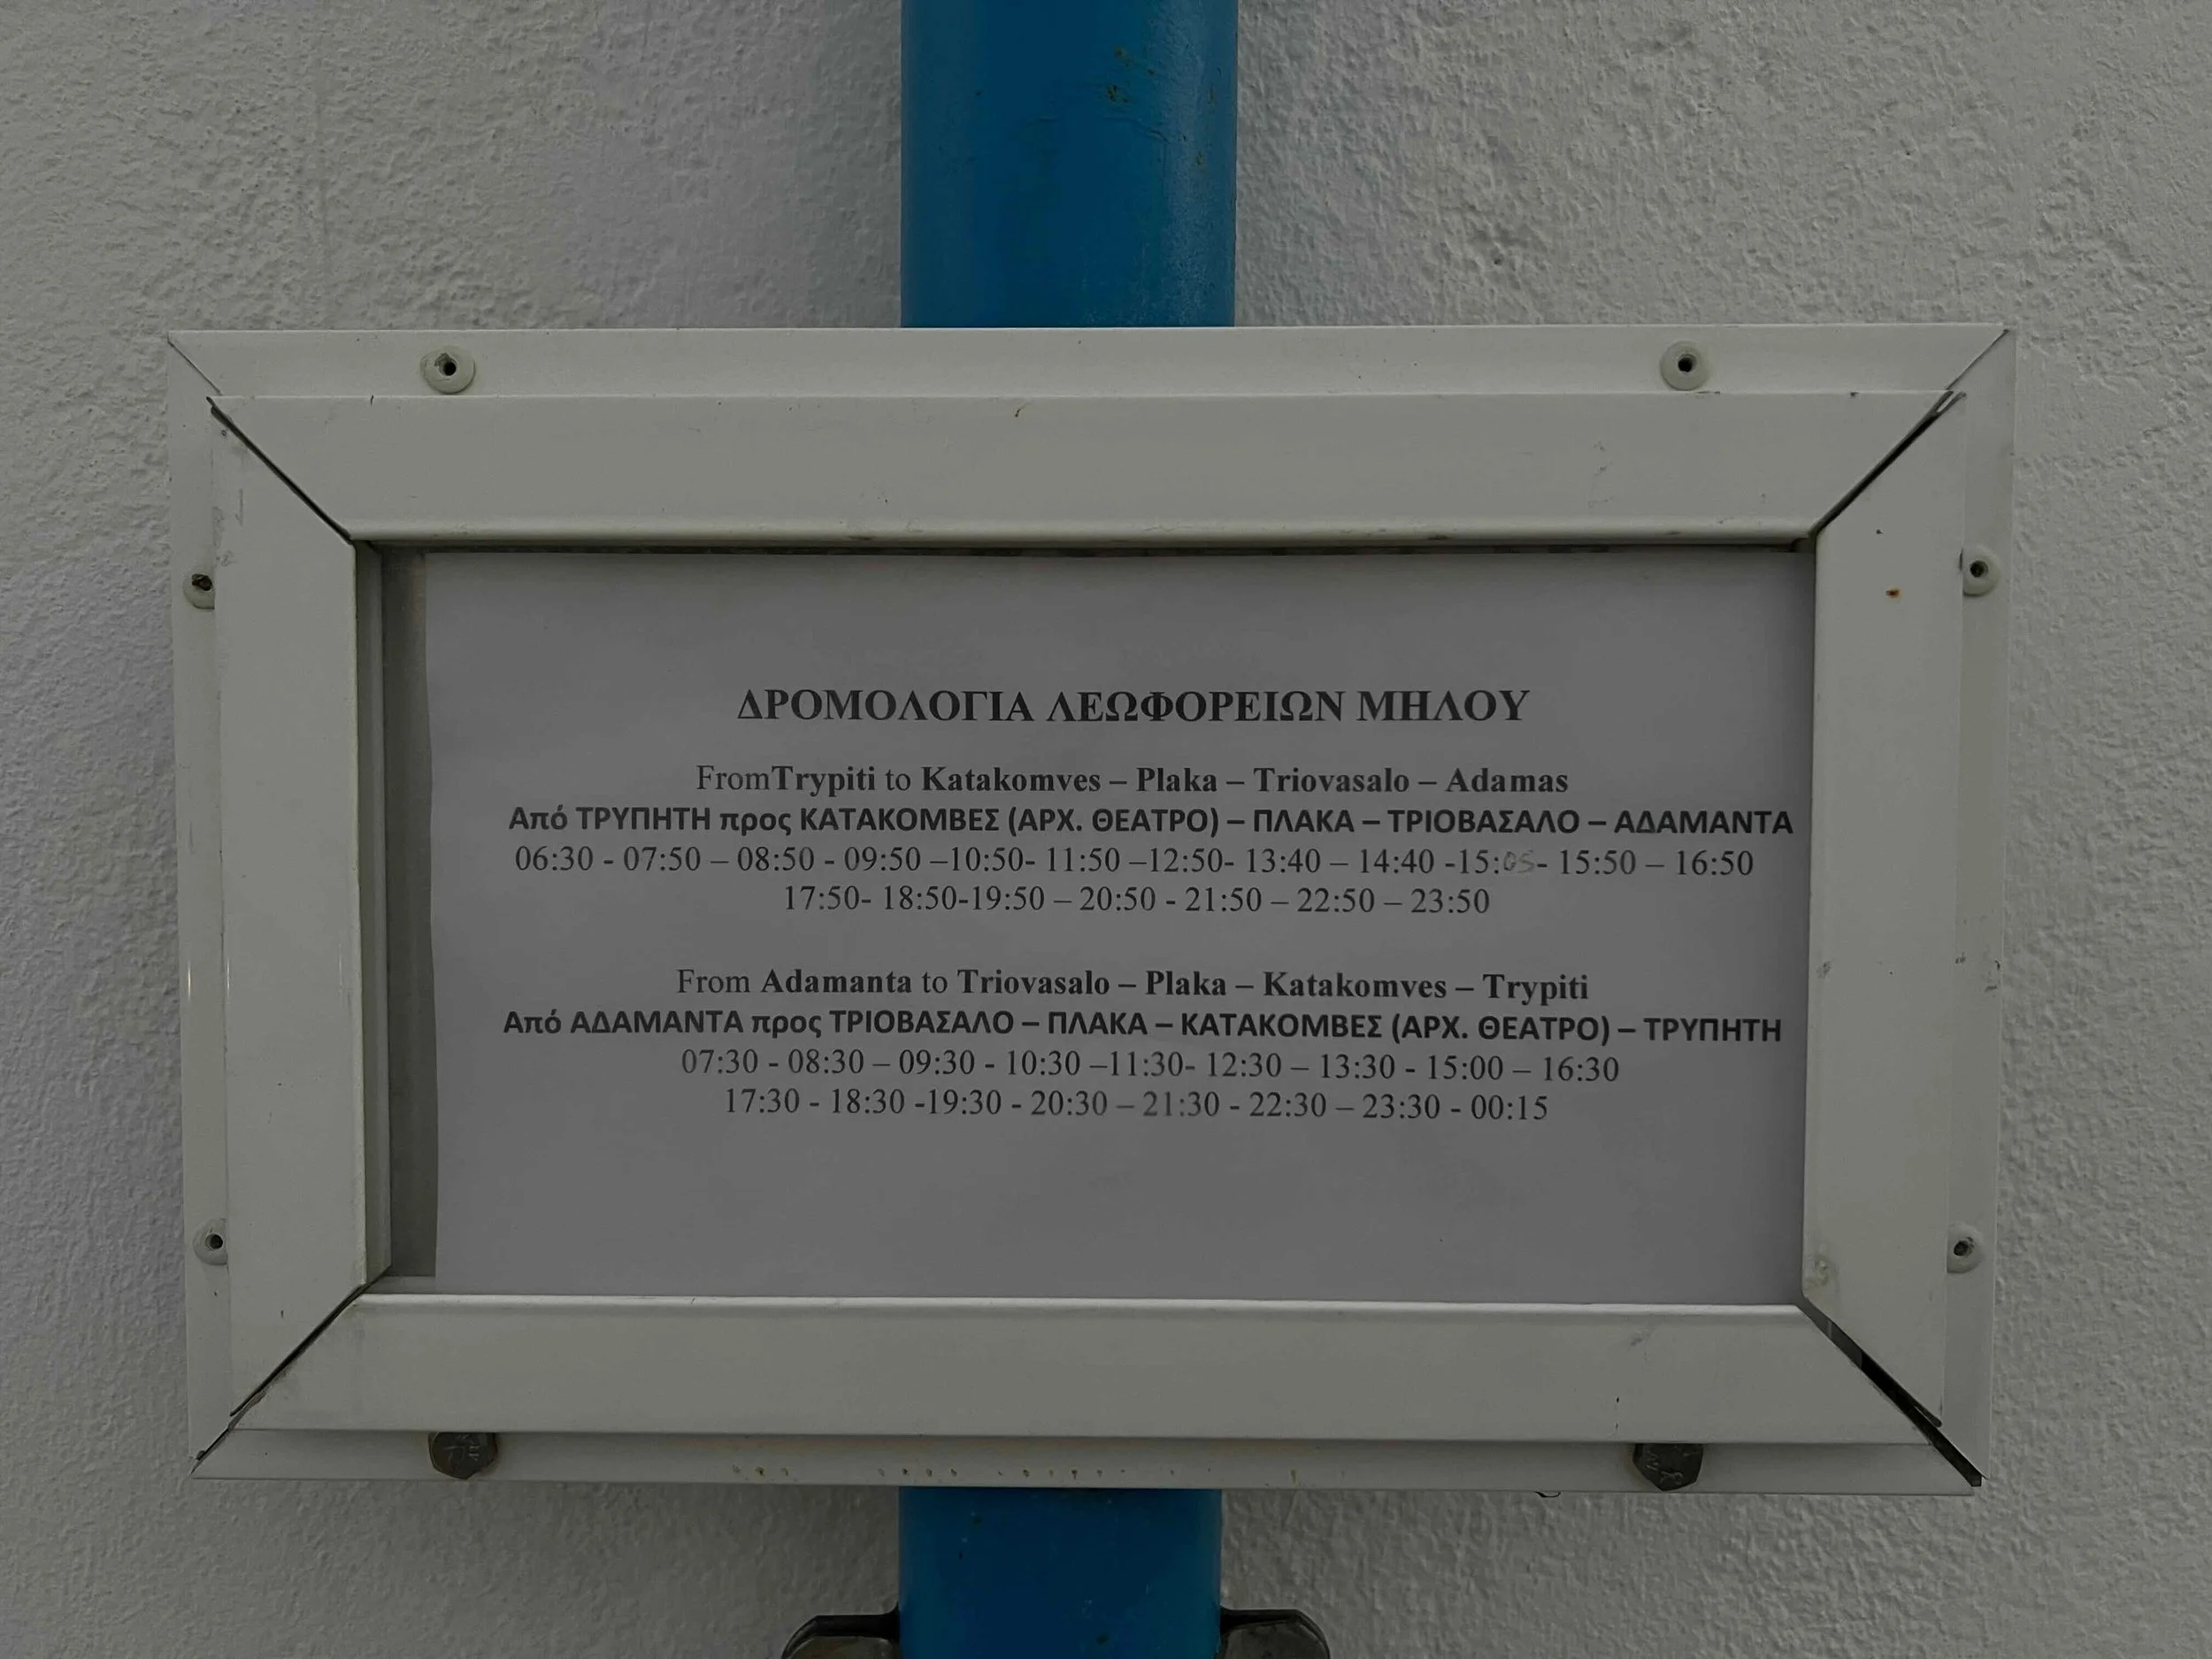 ΔΡΟΜΟΛΟΓΙΑ ΛΕΩΦΟΡΕΙΩΝ ΜΗΛΟΥ
FromTrypiti to Katakomves – Plaka – Triovasalo – Adamas
Από ΤΡΥΠΗΤΗ προς ΚΑΤΑΚΟΜΒΕΣ (ΑΡΧ. ΘΕΑΤΡΟ) – ΠΛΑΚΑ – ΤΡΙΟΒΑΣΑΛΟ – ΑΔΑΜΑΝΤΑ
06:30 - 07:50 – 08:50 - 09:50 –10:50- 11:50 –12:50- 13:40 – 14:40 -15:05- 15:50 – 16:50
17:50- 18:50-19:50 – 20:50 - 21:50 – 22:50 – 23:50
From Adamanta to Triovasalo – Plaka – Katakomves – Trypiti
Από ΑΔΑΜΑΝΤΑ προς ΤΡΙΟΒΑΣΑΛΟ – ΠΛΑΚΑ – ΚΑΤΑΚΟΜΒΕΣ (ΑΡΧ. ΘΕΑΤΡΟ) – ΤΡΥΠΗΤΗ
07:30 - 08:30 – 09:30 - 10:30 –11:30- 12:30 – 13:30 - 15:00 – 16:30
17:30 - 18:30 -19:30 - 20:30 – 21:30 - 22:30 – 23:30 - 00:15